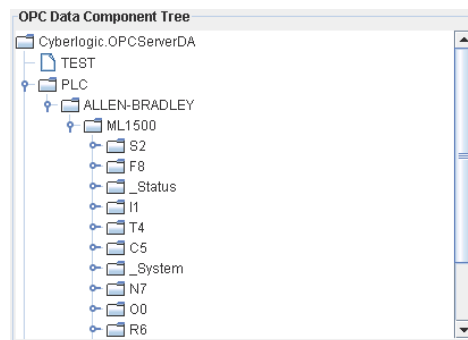 OPC Data Component Tree
Cyberlogic.OPCServerDA
TEST
PLC
ALLEN-BRADLEY
ML1500
S2
F8
_Status
I1
T4
C5
_System
N7
O0
R6